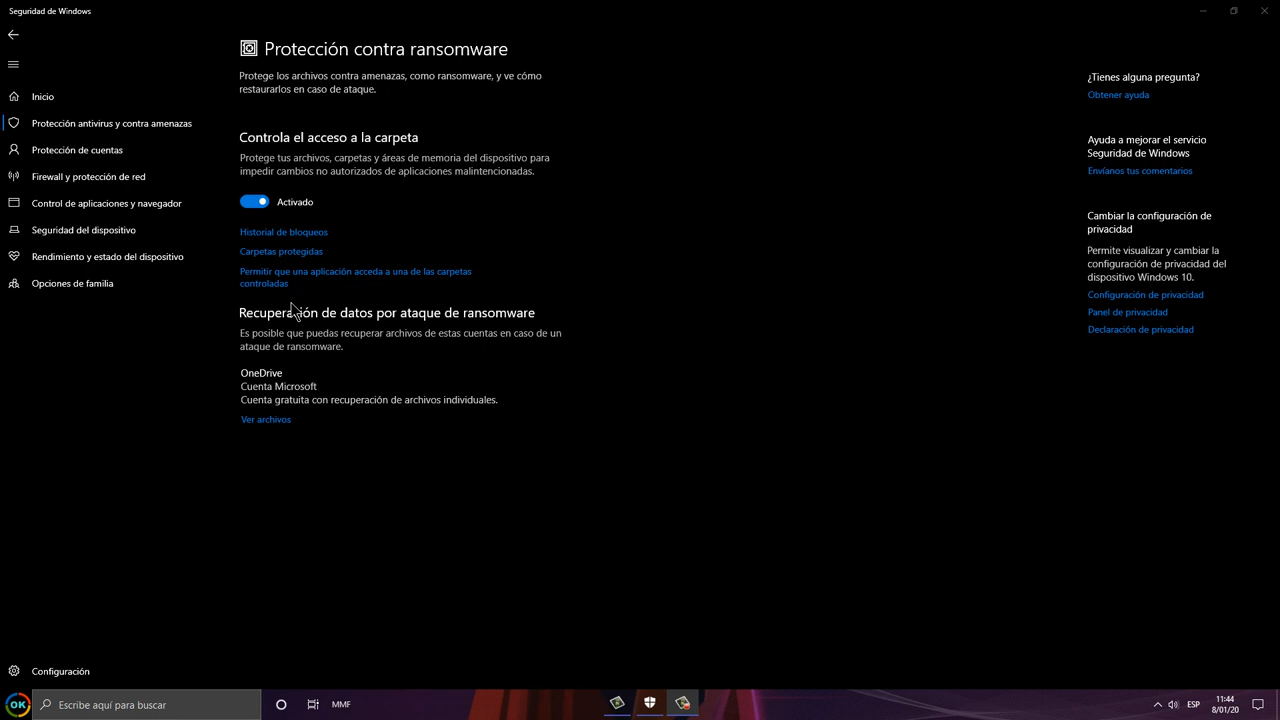 Seguridad de Windows
Inicio
Protección antivirus y contra amenazas
Protección de cuentas
Firewall y protección de red
Control de aplicaciones y navegador
Seguridad del dispositivo
Rendimiento y estado del dispositivo
Opciones de familia
Configuración
Protección contra ransomware
Protege los archivos contra amenazas, como ransomware, y ve cómo
restaurarlos en caso de ataque.
Controla el acceso a la carpeta
Protege tus archivos, carpetas y áreas de memoria del dispositivo para
impedir cambios no autorizados de aplicaciones malintencionadas.
Activado
Historial de bloqueos
Carpetas protegidas
Permitir que una aplicación acceda a una de las carpetas
controladas
Recuperación de datos por ataque de ransomware
Es posible que puedas recuperar archivos de estas cuentas en caso de un
ataque de ransomware.
OneDrive
Cuenta Microsoft
Cuenta gratuita con recuperación de archivos individuales.
Ver archivos
¿Tienes alguna pregunta?
Obtener ayuda
Ayuda a mejorar el servicio
Seguridad de Windows
Envíanos tus comentarios
Cambiar la configuración de
privacidad
Permite visualizar y cambiar la
configuración de privacidad del
dispositivo Windows 10.
Configuración de privacidad
Panel de privacidad
Declaración de privacidad
OK
Escribe aquí para buscar
MMF
ESP
11:44
8/01/20